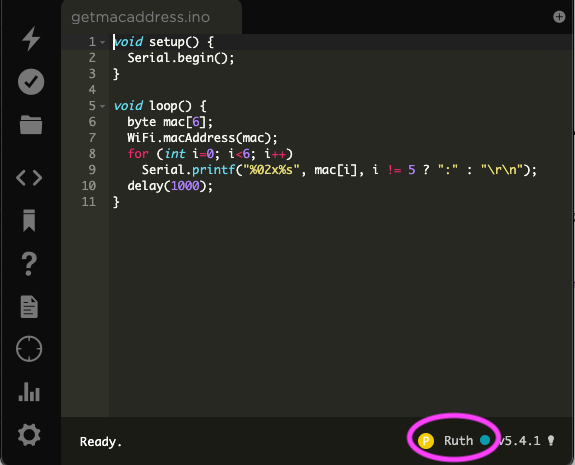 getmacaddress.ino
1 void setup() {
2 Serial.begin();
3 }
4
5 void loop() {
6 byte mac[6];
7 WiFi.macAddress(mac);
8 for (int i=0; i<6; i++)
9 Serial.printf("%02x%s", mac[i], i != 5 ? ":" : "\r\n");
10 delay(1000);
11 }
Ready. P Ruth v5.4.1